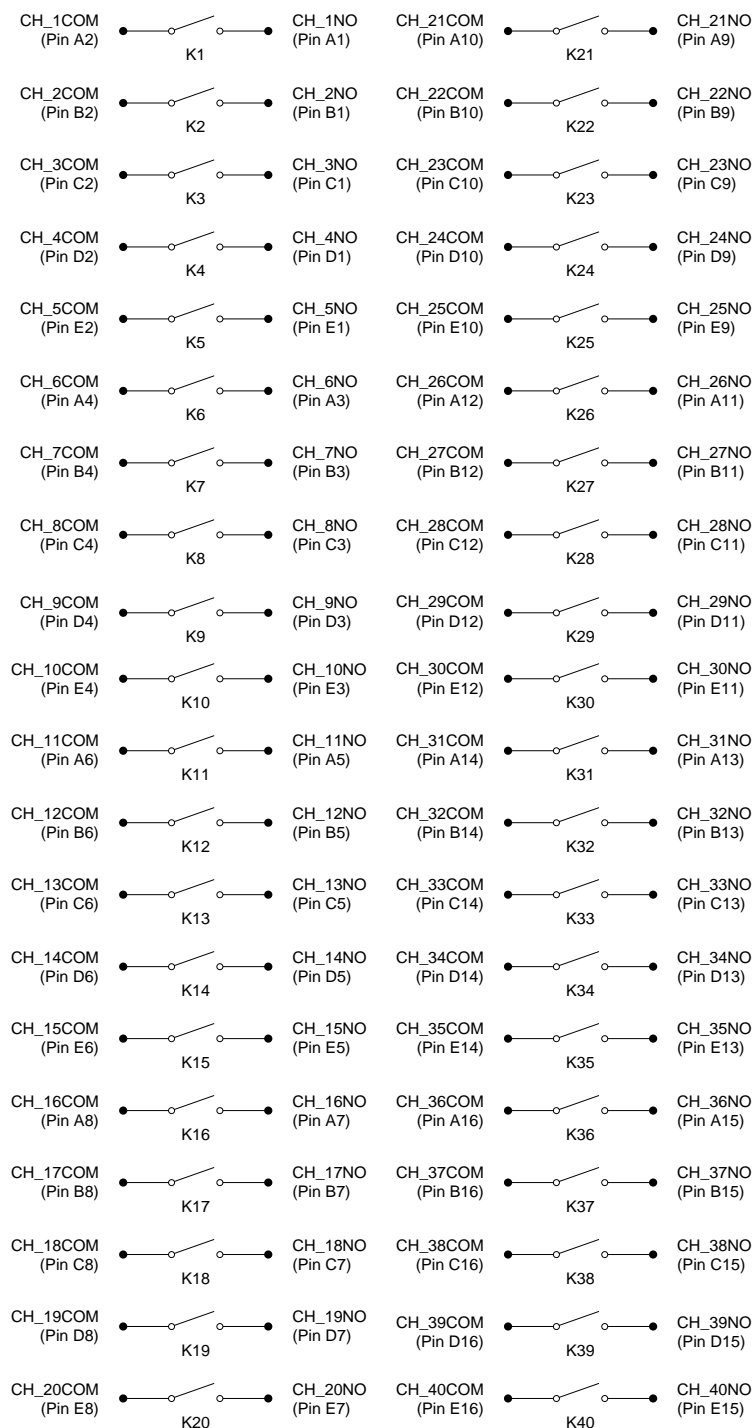 CH_1COM
(Pin A2)
K1
CH_1NO
(Pin A1)
CH_21COM
(Pin A10)
K21
CH_21NO
(Pin A9)
CH_2COM
(Pin B2)
K2
CH_2NO
(Pin B1)
CH_22COM
(Pin B10)
K22
CH_22NO
(Pin B9)
CH_3COM
(Pin C2)
K3
CH_3NO
(Pin C1)
CH_23COM
(Pin C10)
K23
CH_23NO
(Pin C9)
CH_4COM
(Pin D2)
K4
CH_4NO
(Pin D1)
CH_24COM
(Pin D10)
K24
CH_24NO
(Pin D9)
CH_5COM
(Pin E2)
K5
CH_5NO
(Pin E1)
CH_25COM
(Pin E10)
K25
CH_25NO
(Pin E9)
CH_6COM
(Pin A4)
K6
CH_6NO
(Pin A3)
CH_26COM
(Pin A12)
K26
CH_26NO
(Pin A11)
CH_7COM
(Pin B4)
K7
CH_7NO
(Pin B3)
CH_27COM
(Pin B12)
K27
CH_27NO
(Pin B11)
CH_8COM
(Pin C4)
K8
CH_8NO
(Pin C3)
CH_28COM
(Pin C12)
K28
CH_28NO
(Pin C11)
CH_9COM
(Pin D4)
K9
CH_9NO
(Pin D3)
CH_29COM
(Pin D12)
K29
CH_29NO
(Pin D11)
CH_10COM
(Pin E4)
K10
CH_10NO
(Pin E3)
CH_30COM
(Pin E12)
K30
CH_30NO
(Pin E11)
CH_11COM
(Pin A6)
K11
CH_11NO
(Pin A5)
CH_31COM
(Pin A14)
K31
CH_31NO
(Pin A13)
CH_12COM
(Pin B6)
K12
CH_12NO
(Pin B5)
CH_32COM
(Pin B14)
K32
CH_32NO
(Pin B13)
CH_13COM
(Pin C6)
K13
CH_13NO
(Pin C5)
CH_33COM
(Pin C14)
K33
CH_33NO
(Pin C13)
CH_14COM
(Pin D6)
K14
CH_14NO
(Pin D5)
CH_34COM
(Pin D14)
K34
CH_34NO
(Pin D13)
CH_15COM
(Pin E6)
K15
CH_15NO
(Pin E5)
CH_35COM
(Pin E14)
K35
CH_35NO
(Pin E13)
CH_16COM
(Pin A8)
K16
CH_16NO
(Pin A7)
CH_36COM
(Pin A16)
K36
CH_36NO
(Pin A15)
CH_17COM
(Pin B8)
K17
CH_17NO
(Pin B7)
CH_37COM
(Pin B16)
K37
CH_37NO
(Pin B15)
CH_18COM
(Pin C8)
K18
CH_18NO
(Pin C7)
CH_38COM
(Pin C16)
K38
CH_38NO
(Pin C15)
CH_19COM
(Pin D8)
K19
CH_19NO
(Pin D7)
CH_39COM
(Pin D16)
K39
CH_39NO
(Pin D15)
CH_20COM
(Pin E8)
K20
CH_20NO
(Pin E7)
CH_40COM
(Pin E16)
K40
CH_40NO
(Pin E15)